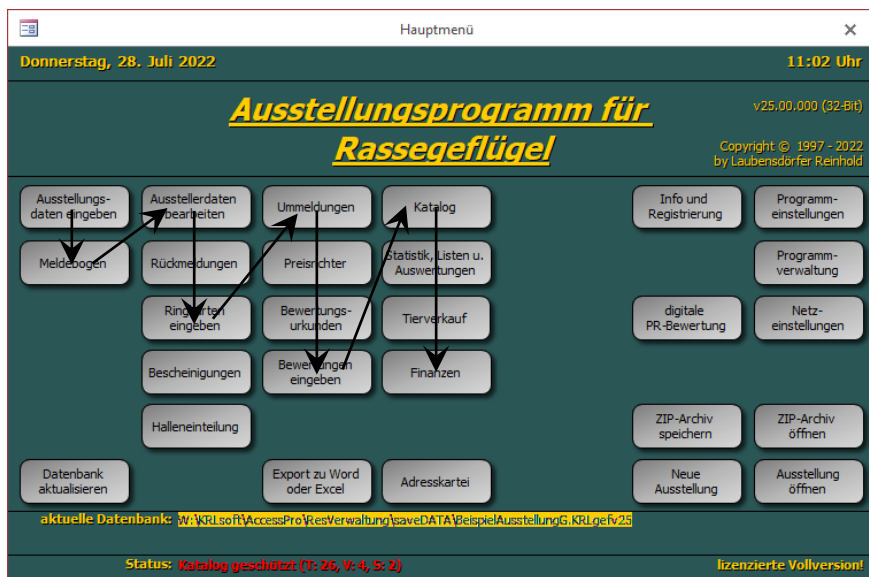 Hauptmenü
Donnerstag, 28. Juli 2022
11:02 Uhr
Ausstellungsprogramm für
Rassegeflügel
v25.00.000 (32-Bit)
Copyright © 1997 - 2022
by Laubensdörfer Reinhold
Ausstellungs-
daten eingeben
Ausstellerdaten
bearbeiten
Ummeldungen
Katalog
Info und
Registrierung
Programm-
einstellungen
Meldebogen
Rückmeldungen
Preisrichter
Statistik, Listen u.
Auswertungen
Programm-
verwaltung
Ringkarten
eingeben
Bewertungs-
urkunden
Tierverkauf
digitale
PR-Bewertung
Netz-
einstellungen
Bescheinigungen
Bewertungen
eingeben
Finanzen
Halleneinteilung
ZIP-Archiv
speichern
ZIP-Archiv
öffnen
Datenbank
aktualisieren
Export zu Word
oder Excel
Adresskartei
Neue
Ausstellung
Ausstellung
öffnen
aktuelle Datenbank: W:\KRLsoft\AccessPro\ResVerwaltung\saveDATA\BeispielAusstellungG.KRLgefv25
Status: Katalog geschützt (T: 26, V: 4, S: 2)
lizenzierte Vollversion!